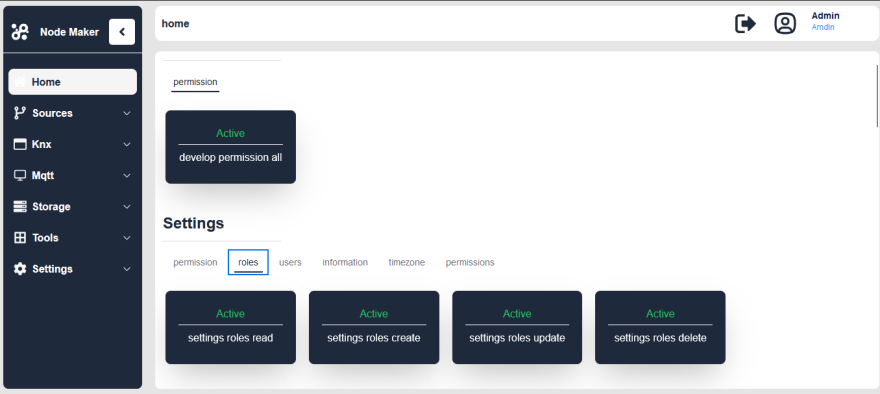 Node Maker
Home
Sources
Knx
Mqtt
Storage
Tools
Settings
home
Admin
Amdin
permission
Active
develop permission all
Settings
permission roles users information timezone permissions
Active
settings roles read
Active
settings roles create
Active
settings roles update
Active
settings roles delete